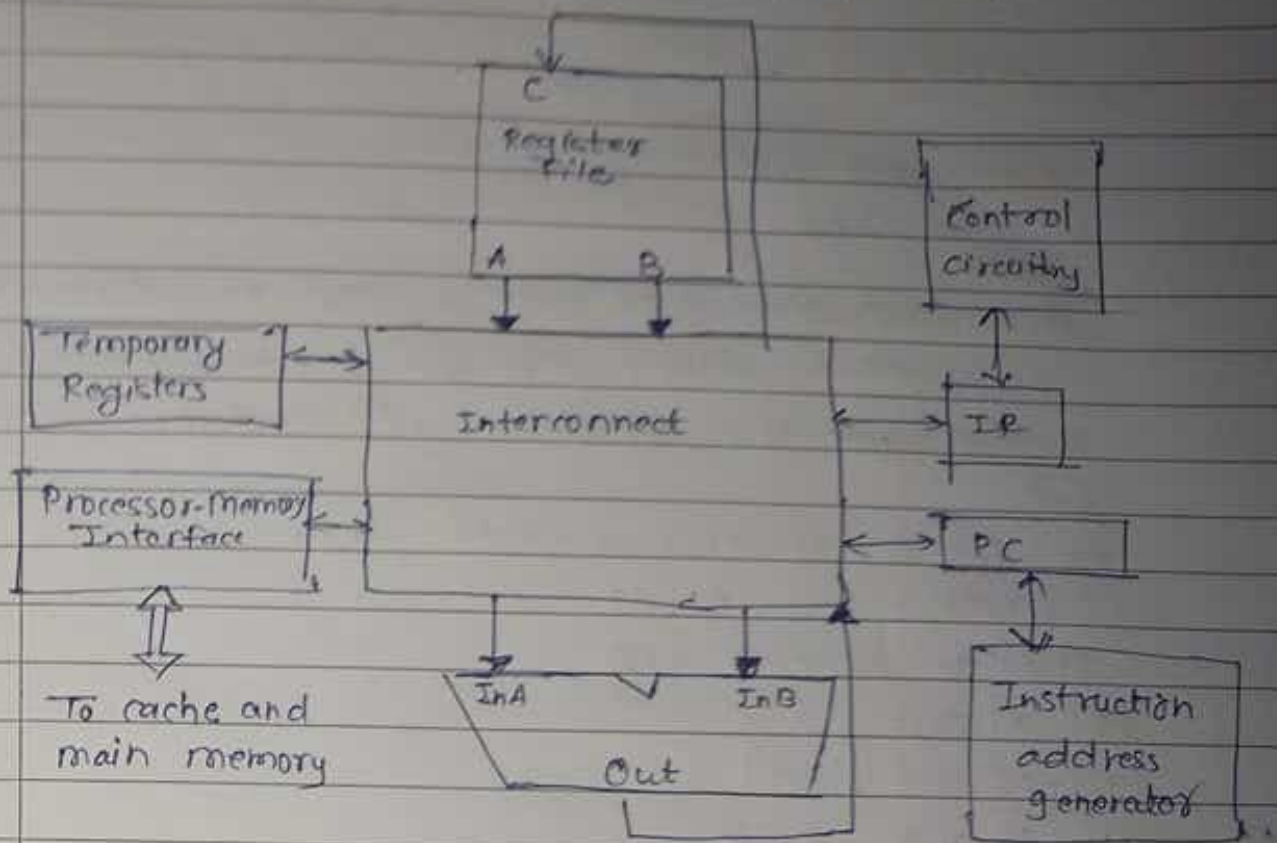 C
Register
File
A B
Control
circuitry
Temporary
Registers
Interconnect
IR
Processor-Memory
Interface
PC
To cache and
main memory
InA InB
Out
Instruction
address
generator